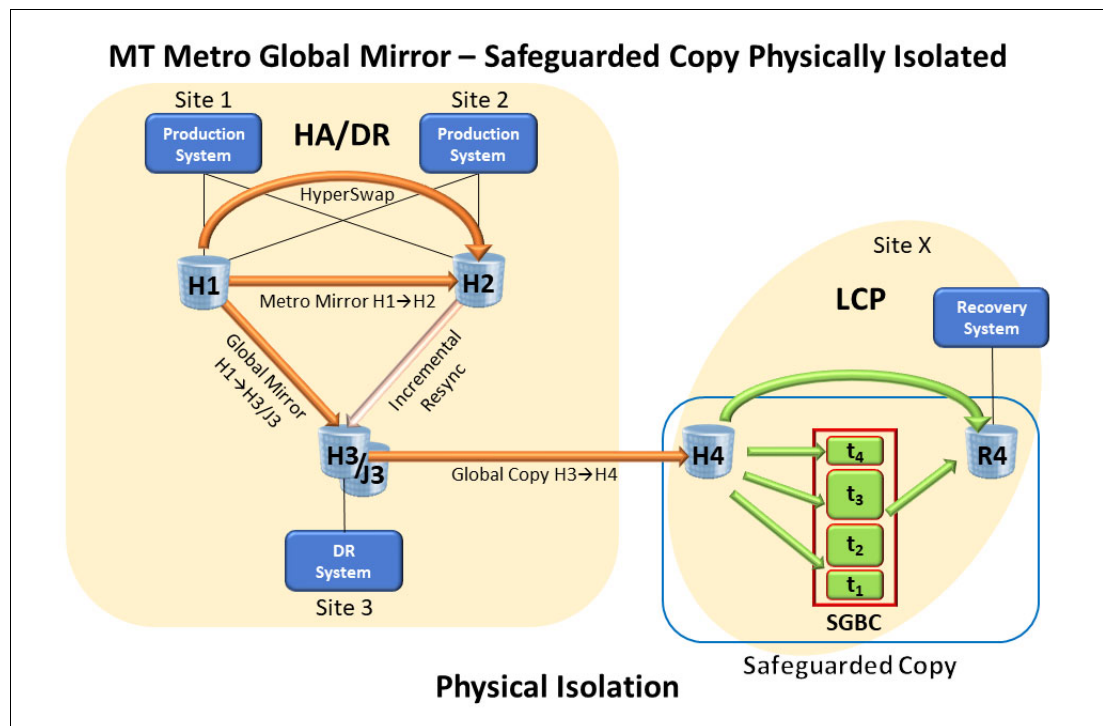 MT Metro Global Mirror – Safeguarded Copy Physically Isolated
Site 1
Site 2
Production
System
HA/DR
Production
System
HyperSwap
H1
H2
Metro Mirror H1→H2
Global Mirror
H1→H3/J3
Incremental
Resync
H3/J3
Global Copy H3→H4
DR
System
Site 3
Site X
LCP
Recovery
System
H4
t4
t3
t2
t1
R4
SGBC
Safeguarded Copy
Physical Isolation